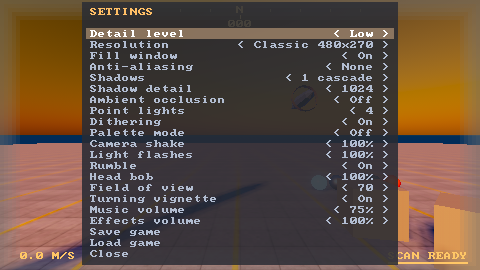 SETTINGS
Detail level < Low >
Resolution < Classic 480x270 >
Fill window < On >
Anti-aliasing < None >
Shadows < 1 cascade >
Shadow detail < 1024 >
Ambient occlusion < Off >
Point lights < 4 >
Dithering < On >
Palette mode < Off >
Camera shake < 100% >
Light flashes < 100% >
Rumble < On >
Head bob < 100% >
Field of view < 70 >
Turning vignette < On >
Music volume < 75% >
Effects volume < 100% >
Save game
Load game
Close
0.0 M/S
CAN READY